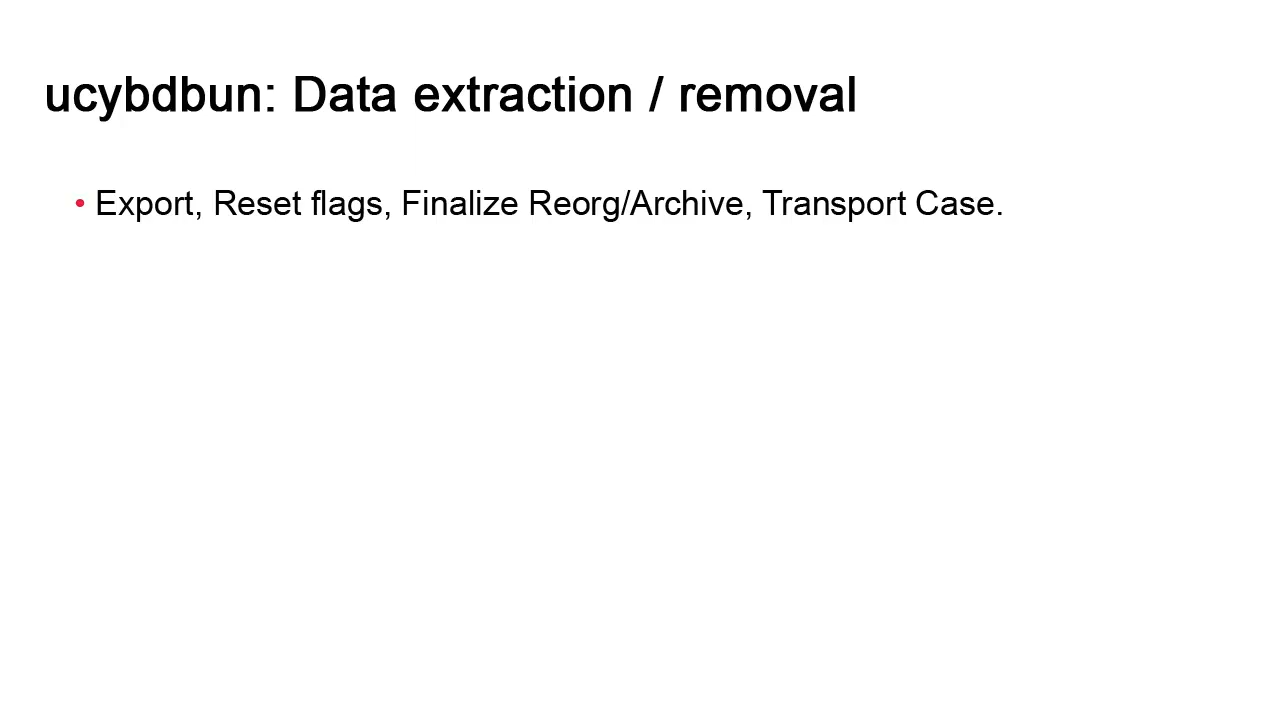 ucybdbun: Data extraction / removal
• Export, Reset flags, Finalize Reorg/Archive, Transport Case.